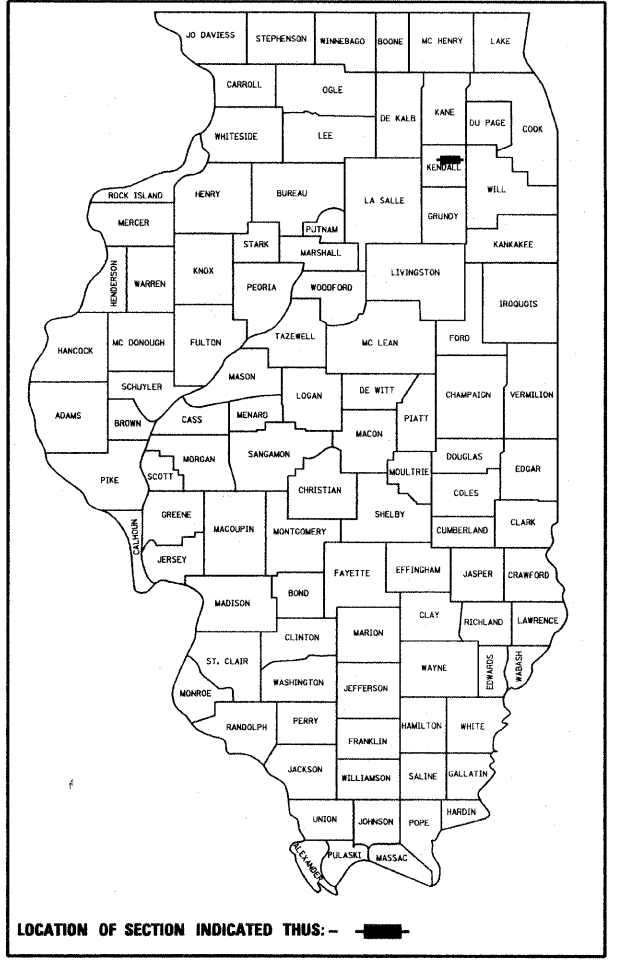 JO DAVIESS STEPHENSON WINNEBAGO BOONE MC HENRY LAKE
CARROLL OGLE DE KALB KANE DU PAGE COOK
WHITESIDE LEE
KENDALL WILL
ROCK ISLAND HENRY BUREAU LA SALLE GRUNDY
MERCER PUTNAM
STARK MARSHALL KANKAKEE
HENDERSON WARREN KNOX PEORIA WOODFORD LIVINGSTON IROQUOIS
HANCOCK MC DONOUGH FULTON TAZEWELL MC LEAN FORD
SCHUYLER MASON LOGAN DE WITT CHAMPAIGN VERMILION
ADAMS BROWN CASS MENARD PIATT
MACON
MORGAN SANGAMON DOUGLAS EDGAR
PIKE SCOTT CHRISTIAN MOULTRIE COLES
GREENE MACOUPIN MONTGOMERY SHELBY CUMBERLAND CLARK
CALHOUN JERSEY
FAYETTE EFFINGHAM JASPER CRAWFORD
MADISON BOND
CLAY RICHLAND LAWRENCE
CLINTON MARION
ST. CLAIR WAYNE EDWARDS WABASH
WASHINGTON JEFFERSON
MONROE
RANDOLPH PERRY HAMILTON WHITE
FRANKLIN
JACKSON WILLIAMSON SALINE GALLATIN
UNION JOHNSON POPE HARDIN
ALEXANDER PULASKI MASSAC
LOCATION OF SECTION INDICATED THUS: -